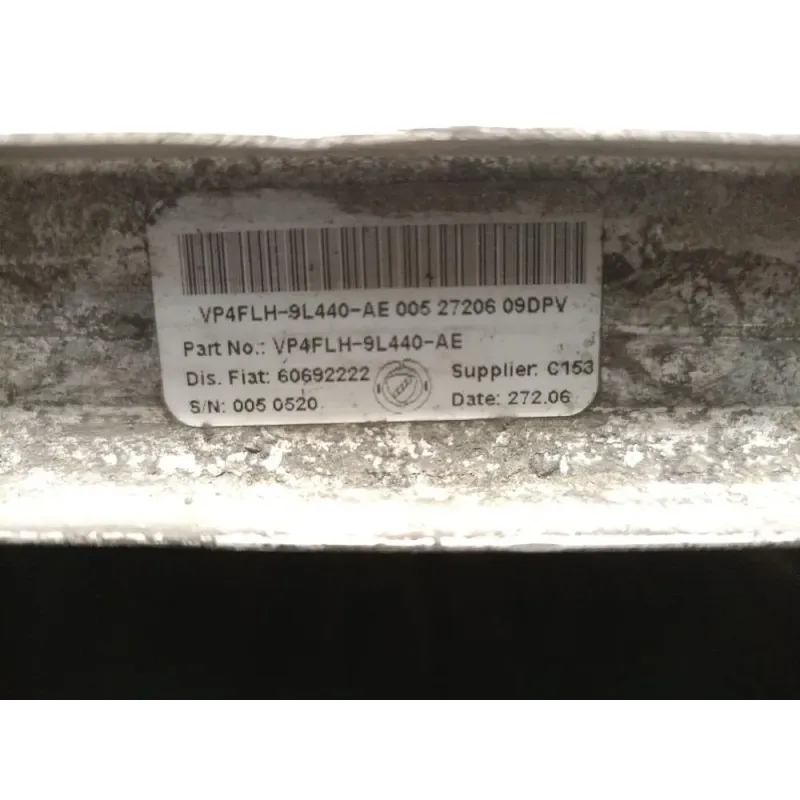 VP4FLH-9L440-AE 005 27206 09DPV
Part No.: VP4FLH-9L440-AE
Dis. Fiat: 60692222 Supplier: C153
S/N: 005 0520 Date: 272.06